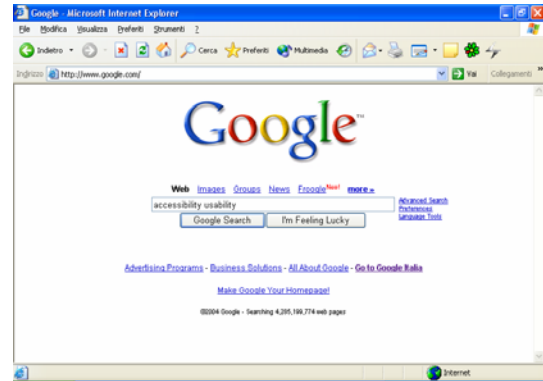 Google - Microsoft Internet Explorer
File Modifica Visualizza Preferiti Strumenti ?
Indietro Cerca Preferiti Multimedia
Indirizzo http://www.google.com/ Vai Collegamenti »
Google™
Web Images Groups News Froogle New! more »
accessibility usability
Advanced Search
Preferences
Language Tools
Google Search I'm Feeling Lucky
Advertising Programs - Business Solutions - All About Google - Go to Google Italia
Make Google Your Homepage!
©2004 Google - Searching 4,285,199,774 web pages
Internet